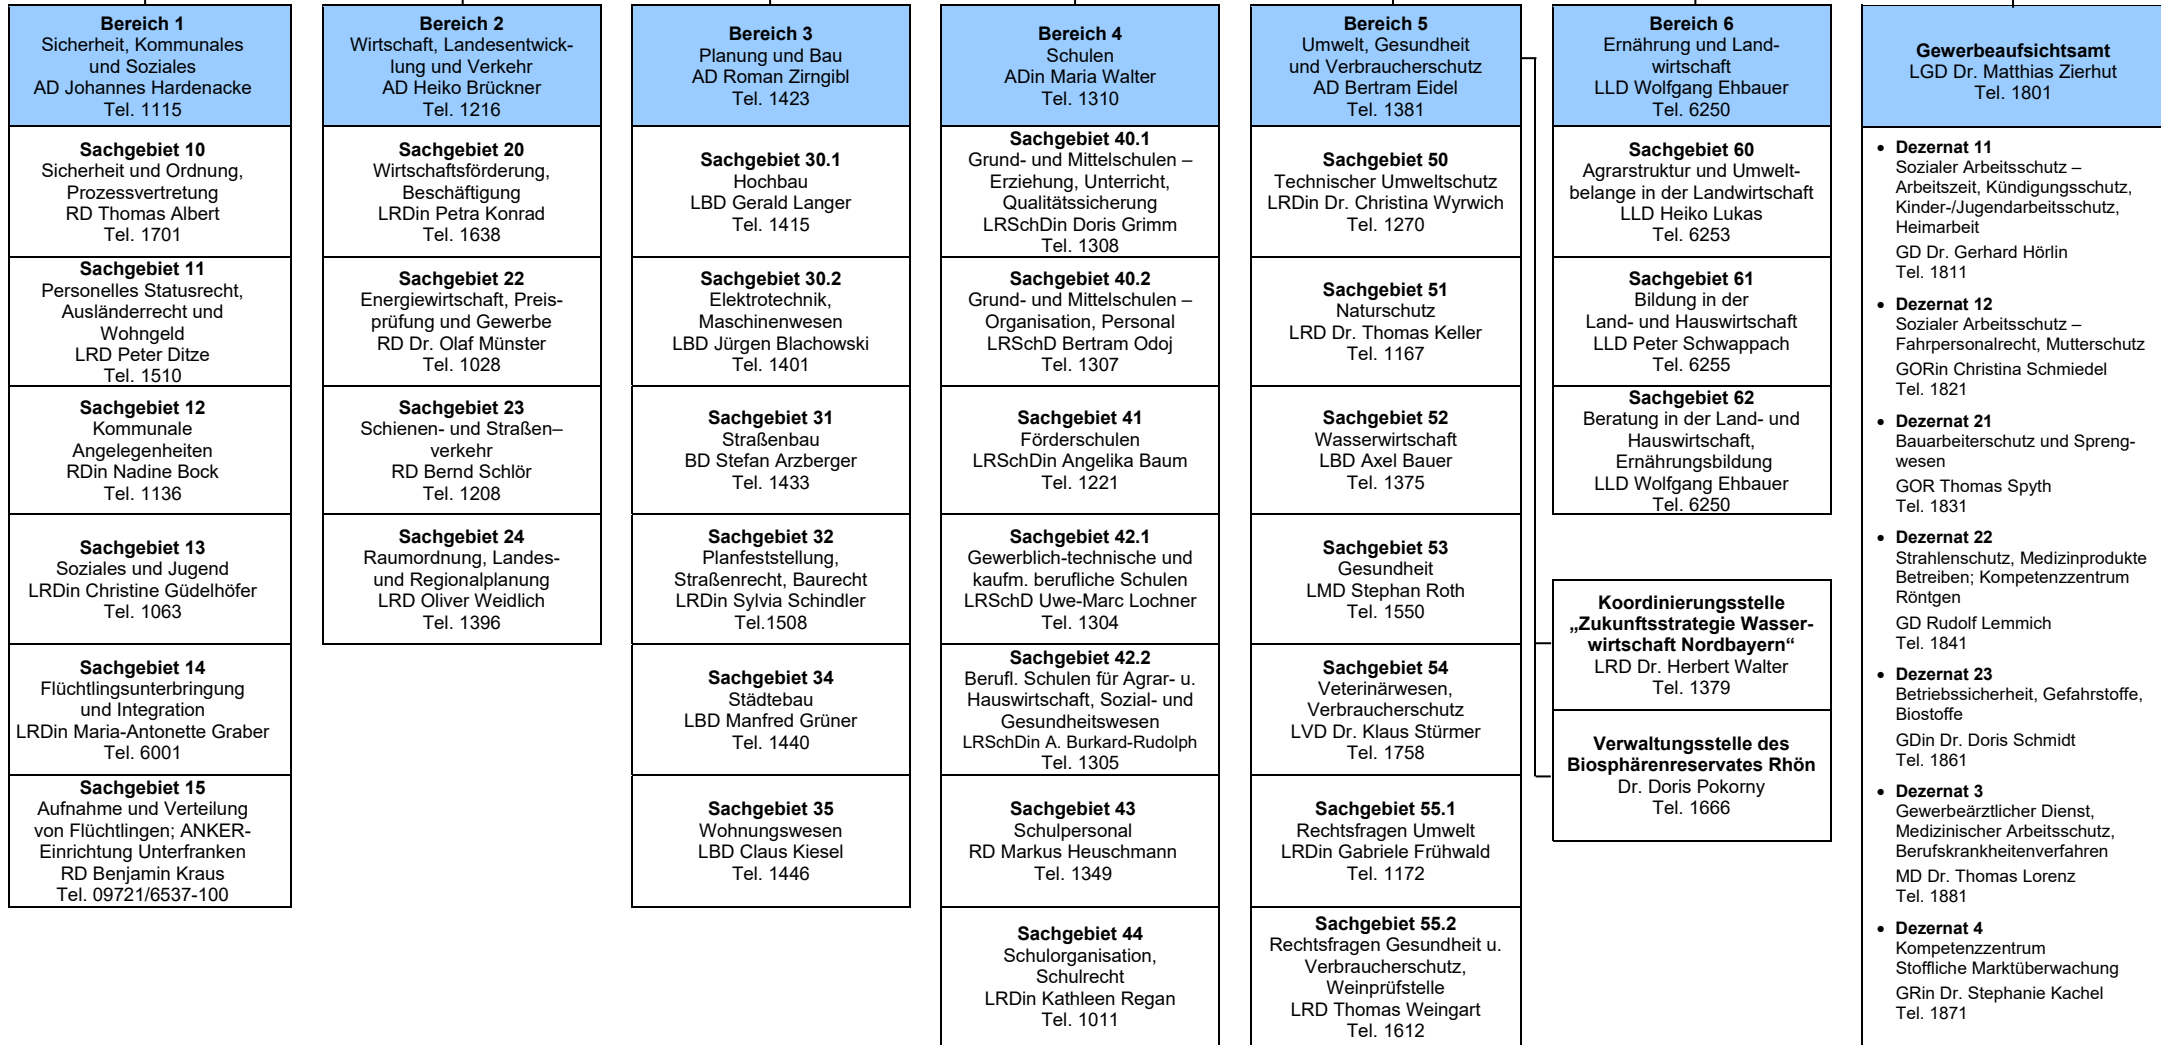 Bereich 1
Sicherheit, Kommunales
und Soziales
AD Johannes Hardenacke
Tel. 1115
Sachgebiet 10
Sicherheit und Ordnung,
Prozessvertretung
RD Thomas Albert
Tel. 1701
Sachgebiet 11
Personelles Statusrecht,
Ausländerrecht und
Wohngeld
LRD Peter Ditze
Tel. 1510
Sachgebiet 12
Kommunale
Angelegenheiten
RDin Nadine Bock
Tel. 1136
Sachgebiet 13
Soziales und Jugend
LRDin Christine Güdelhöfer
Tel. 1063
Sachgebiet 14
Flüchtlingsunterbringung
und Integration
LRDin Maria-Antonette Graber
Tel. 6001
Sachgebiet 15
Aufnahme und Verteilung
von Flüchtlingen; ANKER-
Einrichtung Unterfranken
RD Benjamin Kraus
Tel. 09721/6537-100
Bereich 2
Wirtschaft, Landesentwick-
lung und Verkehr
AD Heiko Brückner
Tel. 1216
Sachgebiet 20
Wirtschaftsförderung,
Beschäftigung
LRDin Petra Konrad
Tel. 1638
Sachgebiet 22
Energiewirtschaft, Preis-
prüfung und Gewerbe
RD Dr. Olaf Münster
Tel. 1028
Sachgebiet 23
Schienen- und Straßen–
verkehr
RD Bernd Schlör
Tel. 1208
Sachgebiet 24
Raumordnung, Landes-
und Regionalplanung
LRD Oliver Weidlich
Tel. 1396
Bereich 3
Planung und Bau
AD Roman Zirngibl
Tel. 1423
Sachgebiet 30.1
Hochbau
LBD Gerald Langer
Tel. 1415
Sachgebiet 30.2
Elektrotechnik,
Maschinenwesen
LBD Jürgen Blachowski
Tel. 1401
Sachgebiet 31
Straßenbau
BD Stefan Arzberger
Tel. 1433
Sachgebiet 32
Planfeststellung,
Straßenrecht, Baurecht
LRDin Sylvia Schindler
Tel.1508
Sachgebiet 34
Städtebau
LBD Manfred Grüner
Tel. 1440
Sachgebiet 35
Wohnungswesen
LBD Claus Kiesel
Tel. 1446
Bereich 4
Schulen
ADin Maria Walter
Tel. 1310
Sachgebiet 40.1
Grund- und Mittelschulen –
Erziehung, Unterricht,
Qualitätssicherung
LRSchDin Doris Grimm
Tel. 1308
Sachgebiet 40.2
Grund- und Mittelschulen –
Organisation, Personal
LRSchD Bertram Odoj
Tel. 1307
Sachgebiet 41
Förderschulen
LRSchDin Angelika Baum
Tel. 1221
Sachgebiet 42.1
Gewerblich-technische und
kaufm. berufliche Schulen
LRSchD Uwe-Marc Lochner
Tel. 1304
Sachgebiet 42.2
Berufl. Schulen für Agrar- u.
Hauswirtschaft, Sozial- und
Gesundheitswesen
LRSchDin A. Burkard-Rudolph
Tel. 1305
Sachgebiet 43
Schulpersonal
RD Markus Heuschmann
Tel. 1349
Sachgebiet 44
Schulorganisation,
Schulrecht
LRDin Kathleen Regan
Tel. 1011
Bereich 5
Umwelt, Gesundheit
und Verbraucherschutz
AD Bertram Eidel
Tel. 1381
Sachgebiet 50
Technischer Umweltschutz
LRDin Dr. Christina Wyrwich
Tel. 1270
Sachgebiet 51
Naturschutz
LRD Dr. Thomas Keller
Tel. 1167
Sachgebiet 52
Wasserwirtschaft
LBD Axel Bauer
Tel. 1375
Sachgebiet 53
Gesundheit
LMD Stephan Roth
Tel. 1550
Sachgebiet 54
Veterinärwesen,
Verbraucherschutz
LVD Dr. Klaus Stürmer
Tel. 1758
Sachgebiet 55.1
Rechtsfragen Umwelt
LRDin Gabriele Frühwald
Tel. 1172
Sachgebiet 55.2
Rechtsfragen Gesundheit u.
Verbraucherschutz,
Weinprüfstelle
LRD Thomas Weingart
Tel. 1612
Bereich 6
Ernährung und Land-
wirtschaft
LLD Wolfgang Ehbauer
Tel. 6250
Sachgebiet 60
Agrarstruktur und Umwelt-
belange in der Landwirtschaft
LLD Heiko Lukas
Tel. 6253
Sachgebiet 61
Bildung in der
Land- und Hauswirtschaft
LLD Peter Schwappach
Tel. 6255
Sachgebiet 62
Beratung in der Land- und
Hauswirtschaft,
Ernährungsbildung
LLD Wolfgang Ehbauer
Tel. 6250
Koordinierungsstelle
„Zukunftsstrategie Wasser-
wirtschaft Nordbayern“
LRD Dr. Herbert Walter
Tel. 1379
Verwaltungsstelle des
Biosphärenreservates Rhön
Dr. Doris Pokorny
Tel. 1666
Gewerbeaufsichtsamt
LGD Dr. Matthias Zierhut
Tel. 1801
• Dezernat 11
Sozialer Arbeitsschutz –
Arbeitszeit, Kündigungsschutz,
Kinder-/Jugendarbeitsschutz,
Heimarbeit
GD Dr. Gerhard Hörlin
Tel. 1811
• Dezernat 12
Sozialer Arbeitsschutz –
Fahrpersonalrecht, Mutterschutz
GORin Christina Schmiedel
Tel. 1821
• Dezernat 21
Bauarbeiterschutz und Spreng-
wesen
GOR Thomas Spyth
Tel. 1831
• Dezernat 22
Strahlenschutz, Medizinprodukte
Betreiben; Kompetenzzentrum
Röntgen
GD Rudolf Lemmich
Tel. 1841
• Dezernat 23
Betriebssicherheit, Gefahrstoffe,
Biostoffe
GDin Dr. Doris Schmidt
Tel. 1861
• Dezernat 3
Gewerbeärztlicher Dienst,
Medizinischer Arbeitsschutz,
Berufskrankheitenverfahren
MD Dr. Thomas Lorenz
Tel. 1881
• Dezernat 4
Kompetenzzentrum
Stoffliche Marktüberwachung
GRin Dr. Stephanie Kachel
Tel. 1871